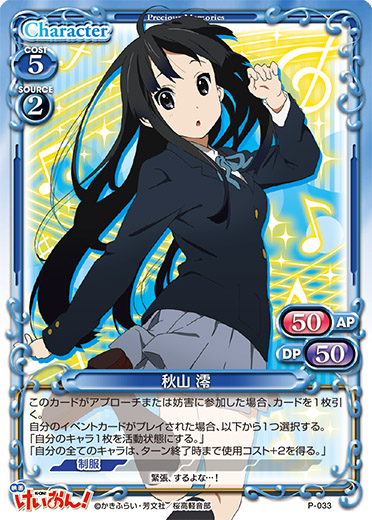 Precious Memories
Character
COST
5
SOURCE
2
50 AP
DP 50
秋山 澪
このカードがアプローチまたは妨害に参加した場合、カードを1枚引
く。
自分のイベントカードがプレイされた場合、以下から1つ選択する。
「自分のキャラ1枚を活動状態にする。」
「自分の全てのキャラは、ターン終了時まで使用コスト+2を得る。」
制服
緊張、するよな…!
映画
けいおん!
K-ON!
©かきふらい・芳文社/桜高軽音部
P-033